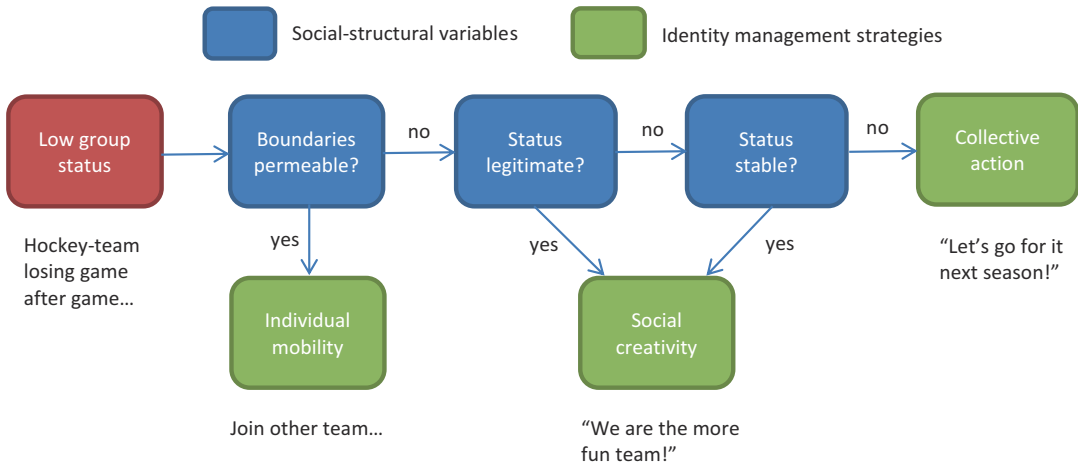 Social-structural variables
Identity management strategies
Low group
status
Boundaries
permeable?
no
Status
legitimate?
no
Status
stable?
no
Collective
action
Hockey-team
losing game
after game…
yes
yes
yes
“Let’s go for it
next season!”
Individual
mobility
Social
creativity
Join other team…
“We are the more
fun team!”